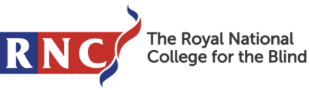 RNC
The Royal National
College for the Blind